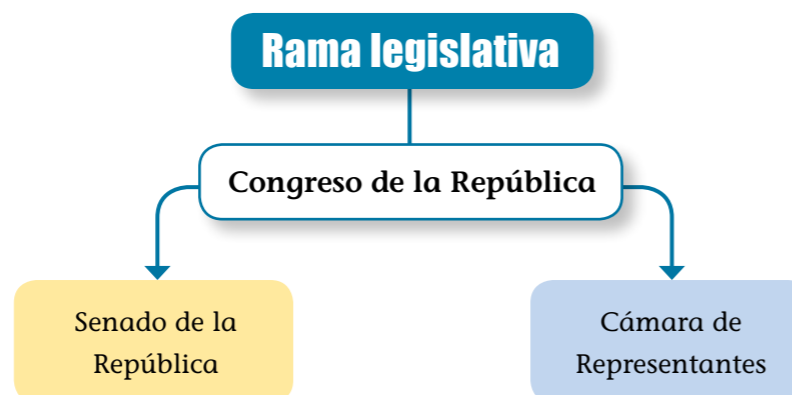 Rama legislativa
Congreso de la República
Senado de la
República
Cámara de
Representantes